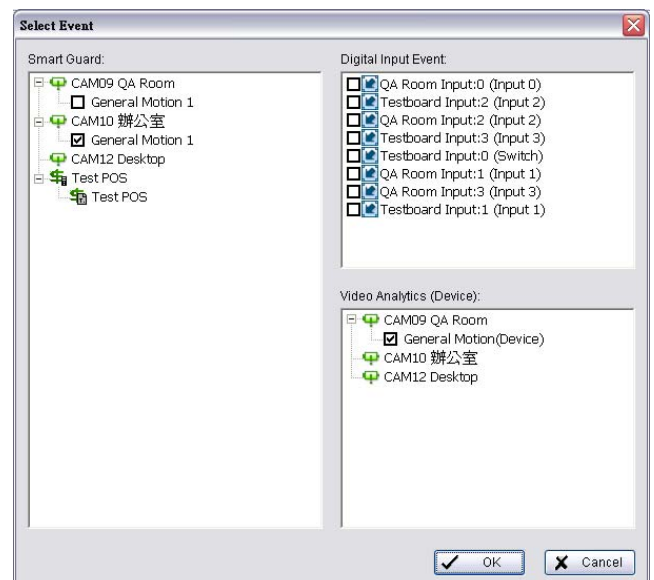 Select Event
Smart Guard:
CAM09 QA Room
General Motion 1
CAM10 辦公室
General Motion 1
CAM12 Desktop
Test POS
Test POS
Digital Input Event:
QA Room Input:0 (Input 0)
Testboard Input:2 (Input 2)
QA Room Input:2 (Input 2)
Testboard Input:3 (Input 3)
Testboard Input:0 (Switch)
QA Room Input:1 (Input 1)
QA Room Input:3 (Input 3)
Testboard Input:1 (Input 1)
Video Analytics (Device):
CAM09 QA Room
General Motion(Device)
CAM10 辦公室
CAM12 Desktop
OK
Cancel